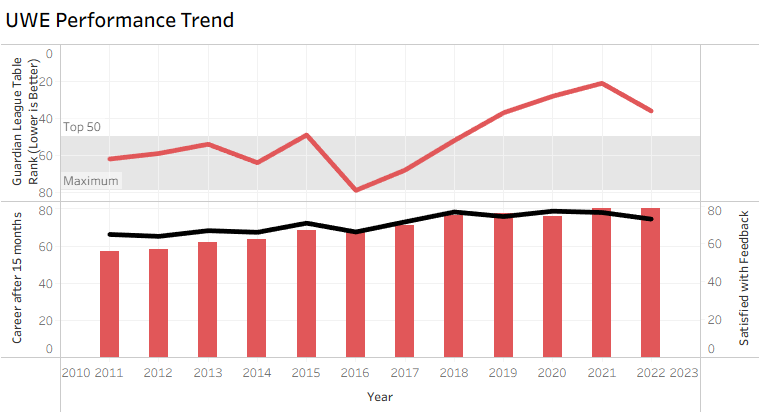 UWE Performance Trend
Guardian League Table
Rank (Lower is Better)
0
20
40
60
80
Top 50
Maximum
Career after 15 months
80
60
40
20
0
80
60
40
20
0
Satisfied with Feedback
2010 2011 2012 2013 2014 2015 2016 2017 2018 2019 2020 2021 2022 2023
Year